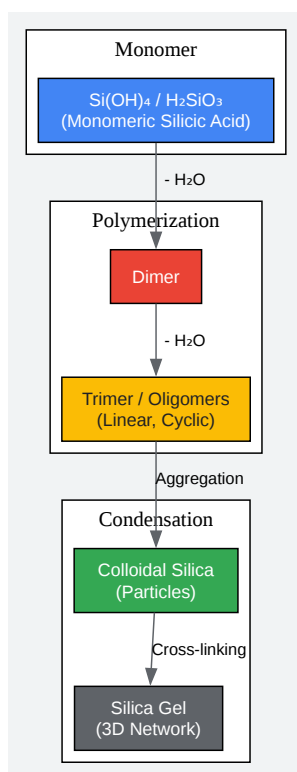 Monomer
Si(OH)₄ / H₂SiO₃
(Monomeric Silicic Acid)
- H₂O
Polymerization
Dimer
- H₂O
Trimer / Oligomers
(Linear, Cyclic)
Aggregation
Condensation
Colloidal Silica
(Particles)
Cross-linking
Silica Gel
(3D Network)